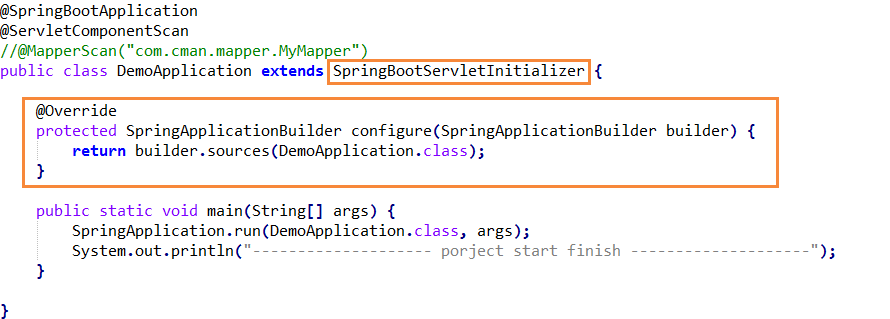 @SpringBootApplication
@ServletComponentScan
//@MapperScan("com.cman.mapper.MyMapper")
public class DemoApplication extends SpringBootServletInitializer {
@Override
protected SpringApplicationBuilder configure(SpringApplicationBuilder builder) {
return builder.sources(DemoApplication.class);
}
public static void main(String[] args) {
SpringApplication.run(DemoApplication.class, args);
System.out.println("-------------------- porject start finish --------------------");
}
}